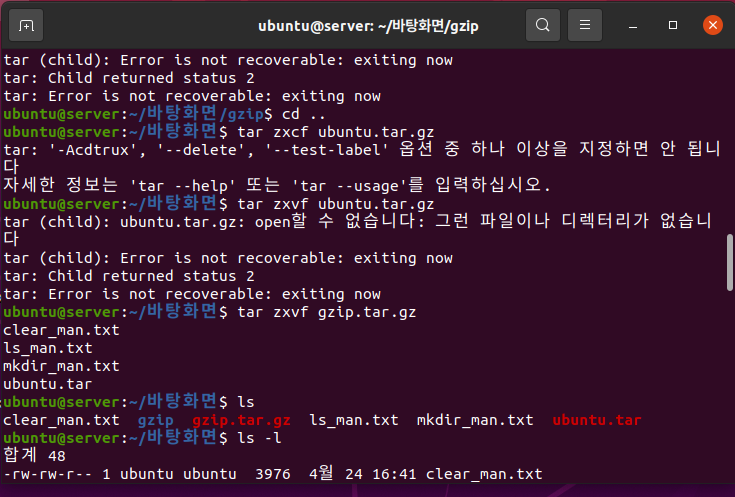 ubuntu@server: ~/바탕화면/gzip
tar (child): Error is not recoverable: exiting now
tar: Child returned status 2
tar: Error is not recoverable: exiting now
ubuntu@server:~/바탕화면/gzip$ cd ..
ubuntu@server:~/바탕화면$ tar zxcf ubuntu.tar.gz
tar: '-Acdtrux', '--delete', '--test-label' 옵션 중 하나 이상을 지정하면 안 됩니
다
자세한 정보는 'tar --help' 또는 'tar --usage'를 입력하십시오.
ubuntu@server:~/바탕화면$ tar zxvf ubuntu.tar.gz
tar (child): ubuntu.tar.gz: open할 수 없습니다: 그런 파일이나 디렉터리가 없습니
다
tar (child): Error is not recoverable: exiting now
tar: Child returned status 2
tar: Error is not recoverable: exiting now
ubuntu@server:~/바탕화면$ tar zxvf gzip.tar.gz
clear_man.txt
ls_man.txt
mkdir_man.txt
ubuntu.tar
ubuntu@server:~/바탕화면$ ls
clear_man.txt  gzip  gzip.tar.gz  ls_man.txt  mkdir_man.txt  ubuntu.tar
ubuntu@server:~/바탕화면$ ls -l
합계 48
-rw-rw-r-- 1 ubuntu ubuntu  3976  4월 24 16:41 clear_man.txt